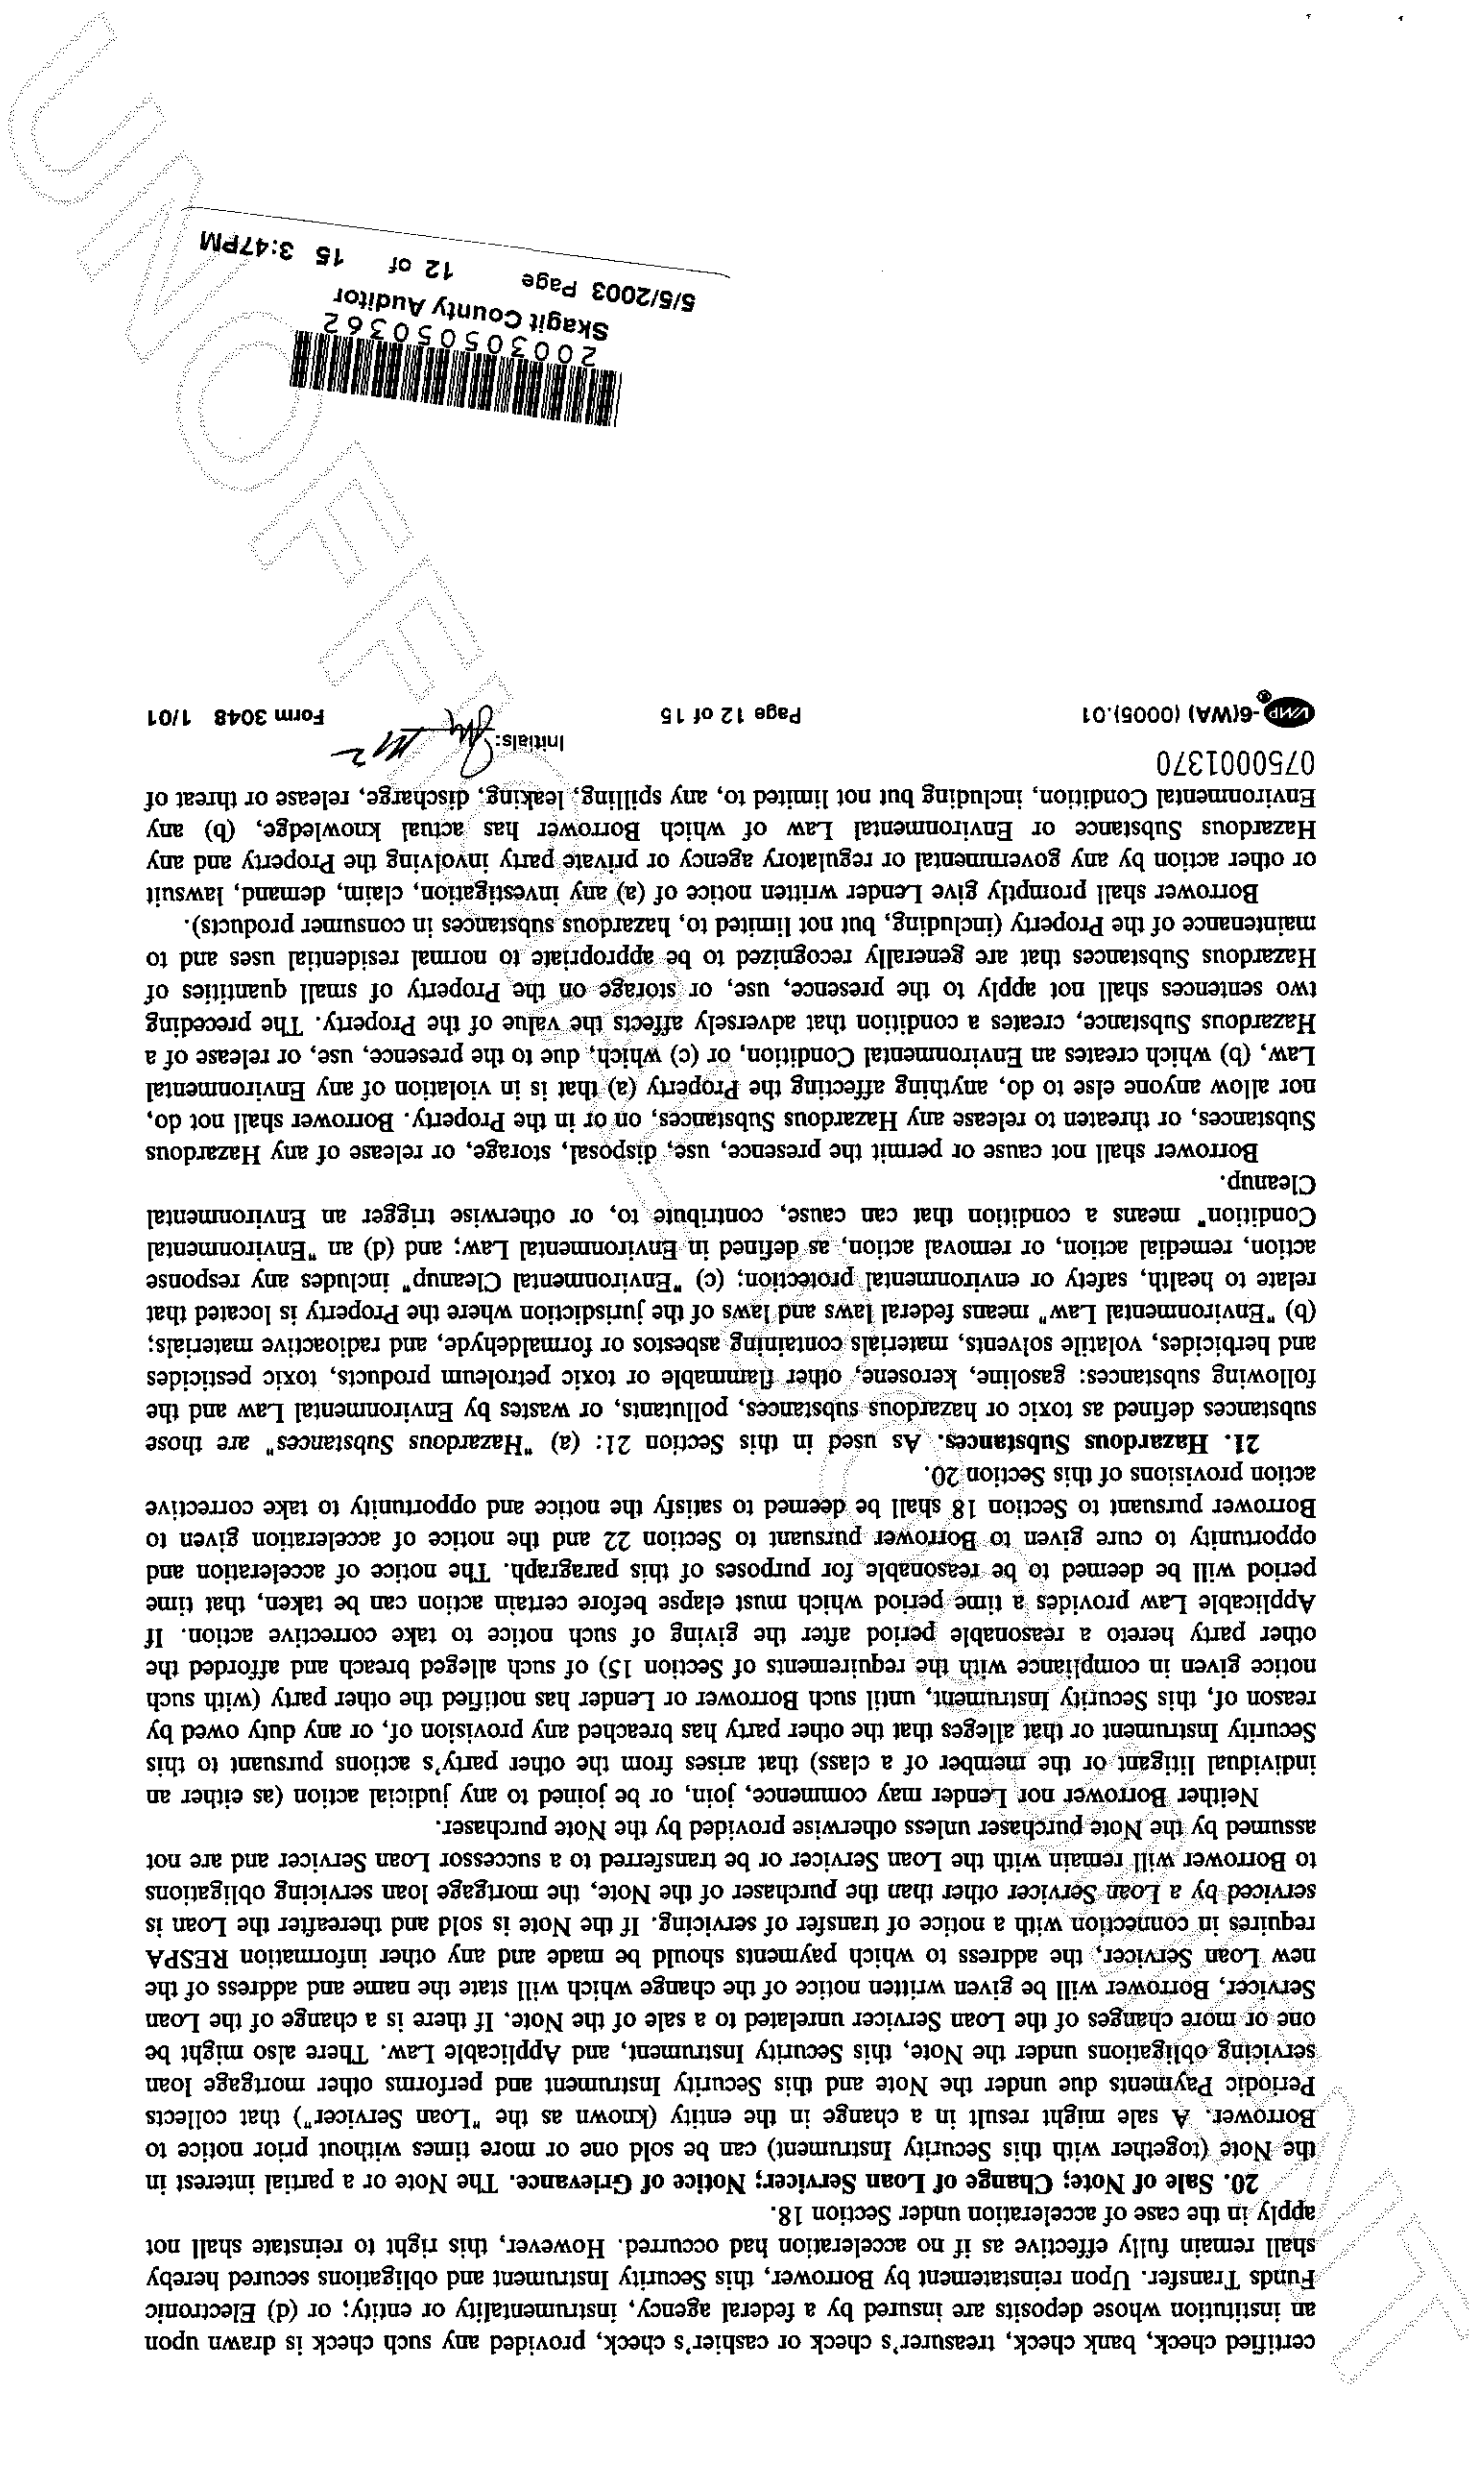 certified check, bank check, treasurer's check or cashier's check, provided any such check is drawn upon
an institution whose deposits are insured by a federal agency, instrumentality or entity; or (d) Electronic
Funds Transfer. Upon reinstatement by Borrower, this Security Instrument and obligations secured hereby
shall remain fully effective as if no acceleration had occurred. However, this right to reinstate shall not
apply in the case of acceleration under Section 18.
20. Sale of Note; Change of Loan Servicer; Notice of Grievance. The Note or a partial interest in
the Note (together with this Security Instrument) can be sold one or more times without prior notice to
Borrower. A sale might result in a change in the entity (known as the "Loan Servicer") that collects
Periodic Payments due under the Note and this Security Instrument and performs other mortgage loan
servicing obligations under the Note, this Security Instrument, and Applicable Law. There also might be
one or more changes of the Loan Servicer unrelated to a sale of the Note. If there is a change of the Loan
Servicer, Borrower will be given written notice of the change which will state the name and address of the
new Loan Servicer, the address to which payments should be made and any other information RESPA
requires in connection with a notice of transfer of servicing. If the Note is sold and thereafter the Loan is
serviced by a Loan Servicer other than the purchaser of the Note, the mortgage loan servicing obligations
to Borrower will remain with the Loan Servicer or be transferred to a successor Loan Servicer and are not
assumed by the Note purchaser unless otherwise provided by the Note purchaser.
Neither Borrower nor Lender may commence, join, or be joined to any judicial action (as either an
individual litigant or the member of a class) that arises from the other party's actions pursuant to this
Security Instrument or that alleges that the other party has breached any provision of, or any duty owed by
reason of, this Security Instrument, until such Borrower or Lender has notified the other party (with such
notice given in compliance with the requirements of Section 15) of such alleged breach and afforded the
other party hereto a reasonable period after the giving of such notice to take corrective action. If
Applicable Law provides a time period which must elapse before certain action can be taken, that time
period will be deemed to be reasonable for purposes of this paragraph. The notice of acceleration and
opportunity to cure given to Borrower pursuant to Section 22 and the notice of acceleration given to
Borrower pursuant to Section 18 shall be deemed to satisfy the notice and opportunity to take corrective
action provisions of this Section 20.
21. Hazardous Substances. As used in this Section 21: (a) "Hazardous Substances" are those
substances defined as toxic or hazardous substances, pollutants, or wastes by Environmental Law and the
following substances: gasoline, kerosene, other flammable or toxic petroleum products, toxic pesticides
and herbicides, volatile solvents, materials containing asbestos or formaldehyde, and radioactive materials;
(b) "Environmental Law" means federal laws and laws of the jurisdiction where the Property is located that
relate to health, safety or environmental protection; (c) "Environmental Cleanup" includes any response
action, remedial action, or removal action, as defined in Environmental Law; and (d) an "Environmental
Condition" means a condition that can cause, contribute to, or otherwise trigger an Environmental
Cleanup.
Borrower shall not cause or permit the presence, use, disposal, storage, or release of any Hazardous
Substances, or threaten to release any Hazardous Substances, on or in the Property. Borrower shall not do,
nor allow anyone else to do, anything affecting the Property (a) that is in violation of any Environmental
Law, (b) which creates an Environmental Condition, or (c) which, due to the presence, use, or release of a
Hazardous Substance, creates a condition that adversely affects the value of the Property. The preceding
two sentences shall not apply to the presence, use, or storage on the Property of small quantities of
Hazardous Substances that are generally recognized to be appropriate to normal residential uses and to
maintenance of the Property (including, but not limited to, hazardous substances in consumer products).
Borrower shall promptly give Lender written notice of (a) any investigation, claim, demand, lawsuit
or other action by any governmental or regulatory agency or private party involving the Property and any
Hazardous Substance or Environmental Law of which Borrower has actual knowledge, (b) any
Environmental Condition, including but not limited to, any spilling, leaking, discharge, release or threat of
0750001370
Initials:
VMP -6(WA) (0005).01 Page 12 of 15 Form 3048 1/01
200305050362
Skagit County Auditor
5/5/2003 Page 12 of 15 3:47PM
UNOFFICIAL DOCUMENT